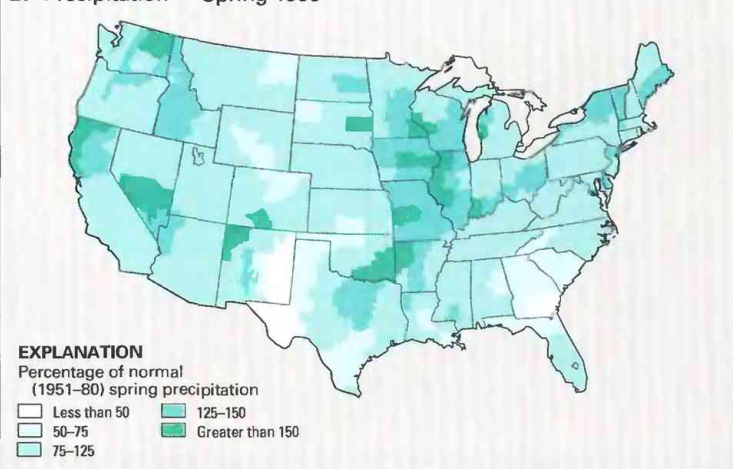 EXPLANATION
Percentage of normal
(1951–80) spring precipitation
Less than 50
50–75
75–125
125–150
Greater than 150